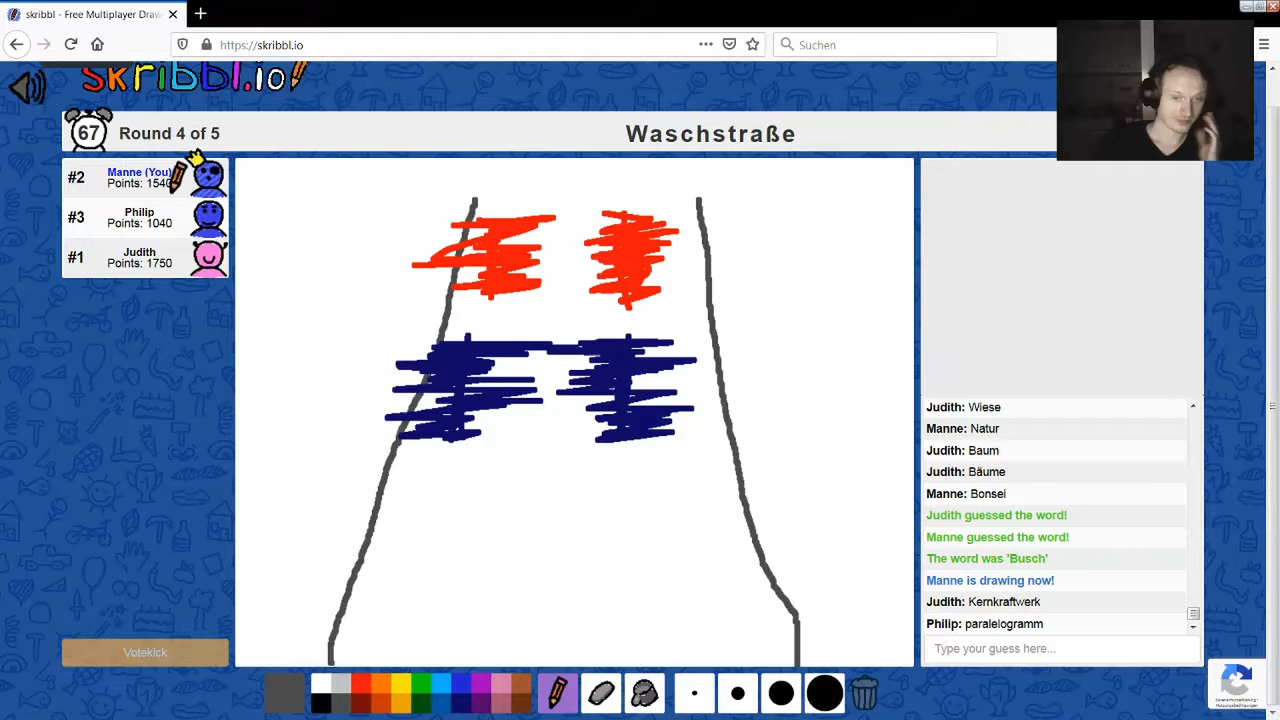 skribbl - Free Multiplayer Draw
https://skribbl.io
Suchen
skribbl.io
67
Round 4 of 5
Waschstraße
#2
Manne (You)
Points: 1540
#3
Philip
Points: 1040
#1
Judith
Points: 1750
Judith: Wiese
Manne: Natur
Judith: Baum
Judith: Bäume
Manne: Bonsei
Judith guessed the word!
Manne guessed the word!
The word was 'Busch'
Manne is drawing now!
Judith: Kernkraftwerk
Philip: paralelogramm
Votekick
Type your guess here...